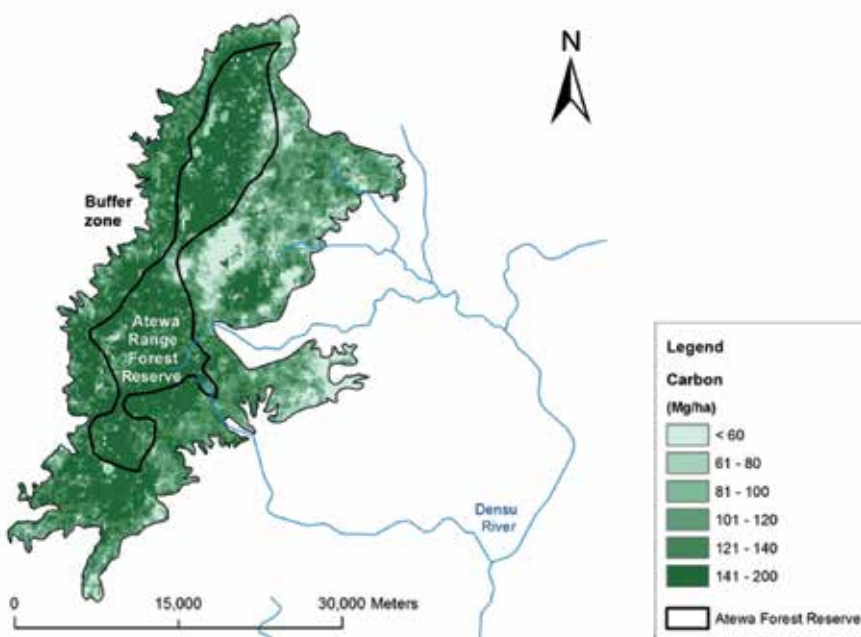 N
Buffer
zone
Atewa
Range
Forest
Reserve
Densu
River
0
15,000
30,000 Meters
Legend
Carbon
(Mg/ha)
< 60
61 - 80
81 - 100
101 - 120
121 - 140
141 - 200
Atewa Forest Reserve